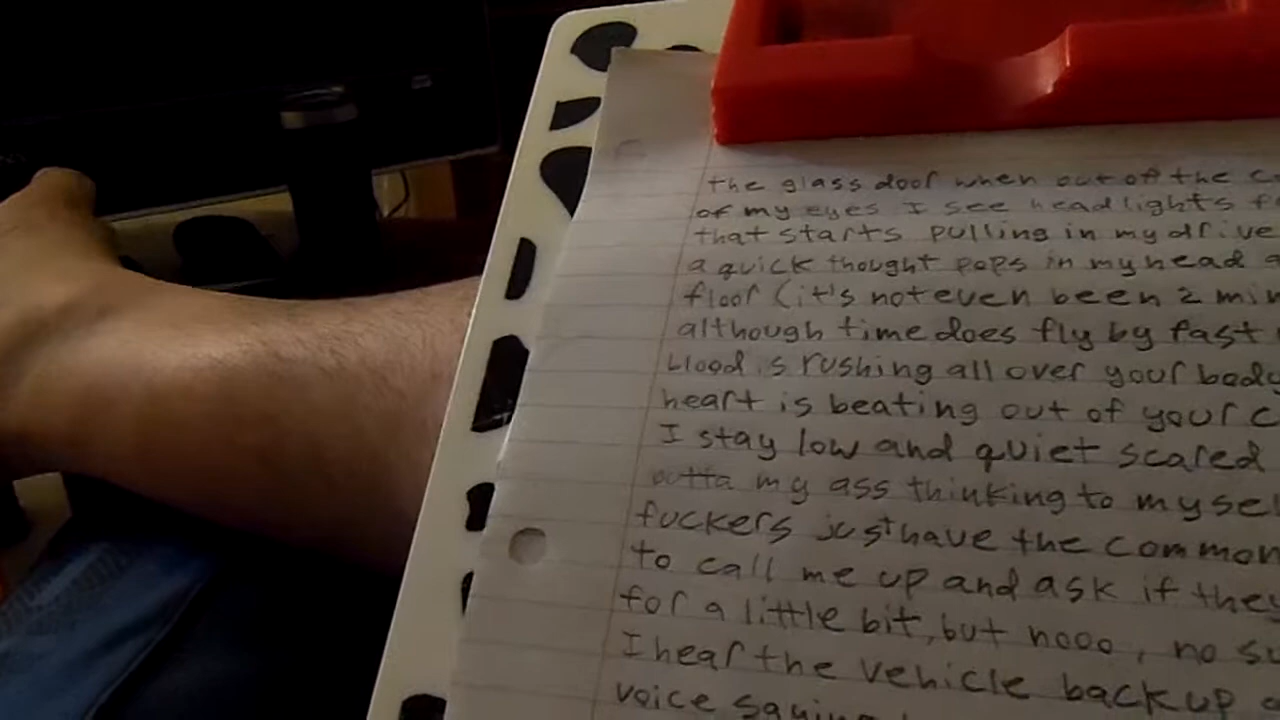 the glass door when out of the
of my eyes I see headlights
that starts pulling in my drive
a quick thought pops in my head
floor (it's not even been 2 min
although time does fly by fast
blood is rushing all over your body
heart is beating out of your c
I stay low and quiet scared
outta my ass thinking to mysel
fuckers just have the common
to call me up and ask if they
for a little bit, but nooo, no su
I hear the vehicle back up
voice saying